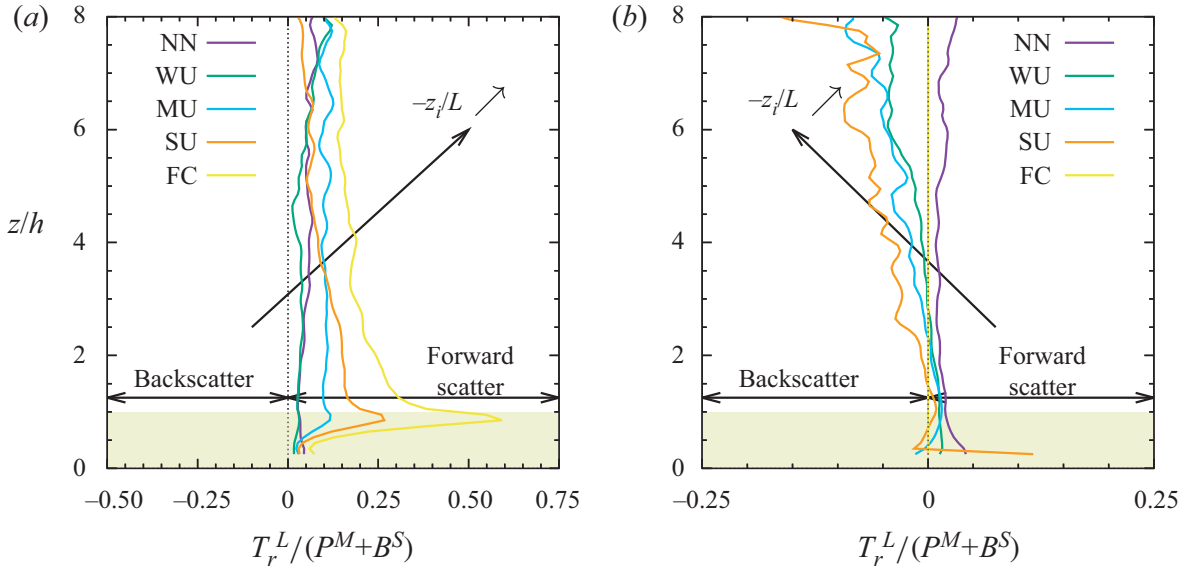 (a)
8
6
4
2
0
z/h
NN
WU
MU
SU
FC
–z_i/L
Backscatter
Forward
scatter
–0.50
–0.25
0
0.25
0.50
0.75
T_r^L/(P^M+B^S)
(b)
8
6
4
2
0
NN
WU
MU
SU
FC
–z_i/L
Backscatter
Forward
scatter
–0.25
0
0.25
T_r^L/(P^M+B^S)